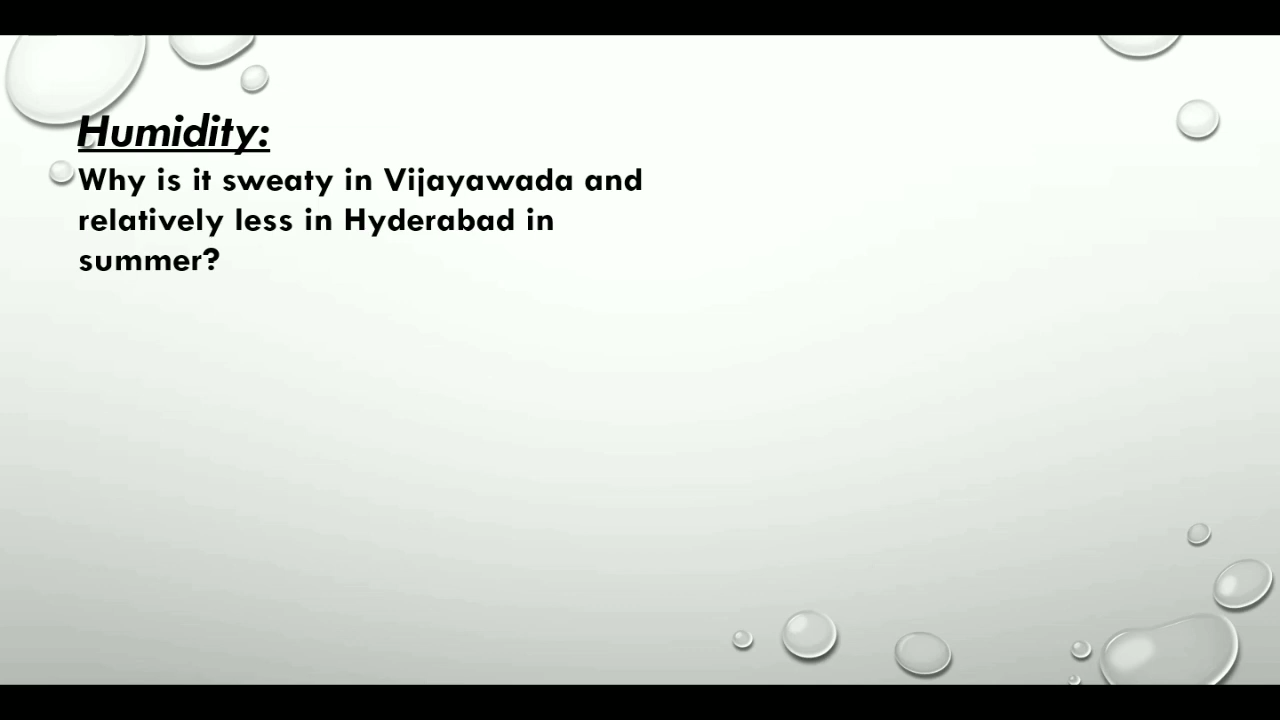 Humidity:
Why is it sweaty in Vijayawada and
relatively less in Hyderabad in
summer?